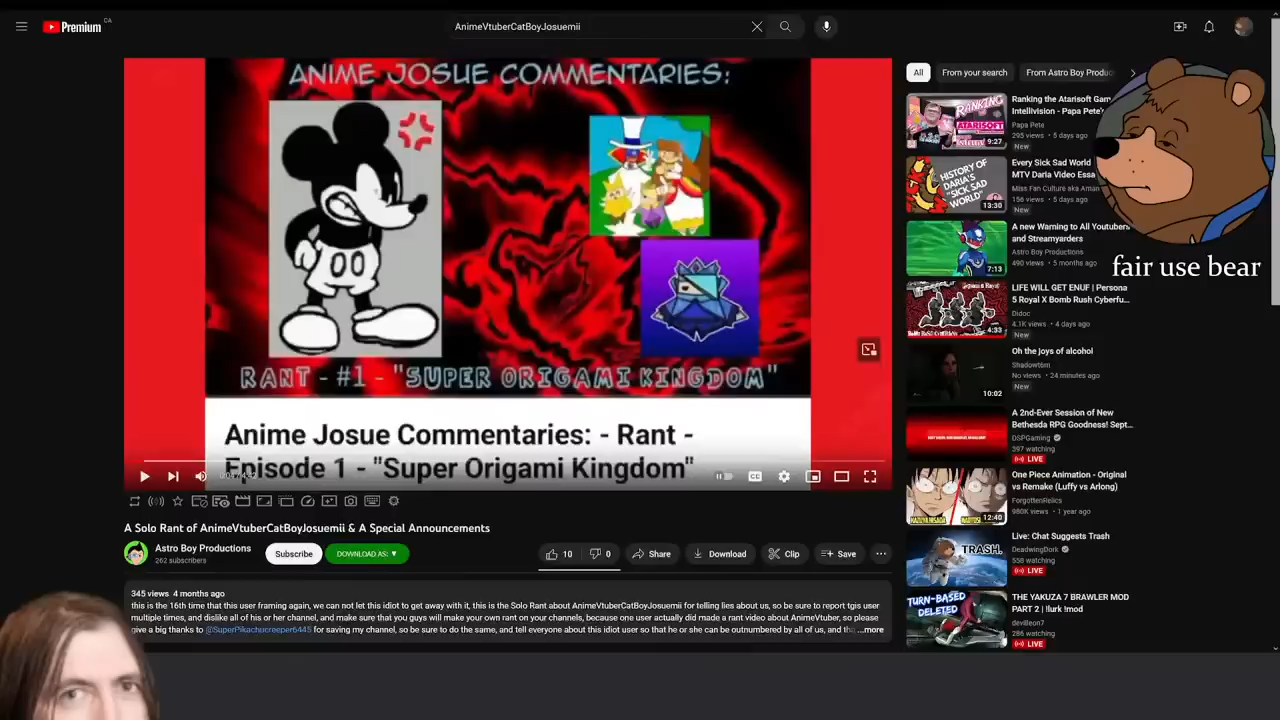 Premium CA
AnimeVtuberCatBoyJosuemii
ANIME JOSUE COMMENTARIES:
RANT - #1 - "SUPER ORIGAMI KINGDOM"
Anime Josue Commentaries: - Rant -
Episode 1 - "Super Origami Kingdom"
CC
A Solo Rant of AnimeVtuberCatBoyJosuemii & A Special Announcements
Astro Boy Productions
262 subscribers
Subscribe
DOWNLOAD AS: ▼
10
0
Share
Download
Clip
Save
345 views 4 months ago
this is the 16th time that this user framing again, we can not let this idiot to get away with it, this is the Solo Rant about AnimeVtuberCatBoyJosuemii for telling lies about us, so be sure to report tgis user
multiple times, and dislike all of his or her channel, and make sure that you guys will make your own rant on your channels, because one user actually did made a rant video about AnimeVtuber, so please
give a big thanks to @SuperPikachucreeper6445 for saving my channel, so be sure to do the same, and tell everyone about this idiot user so that he or she can be outnumbered by all of us, and tha ...more
All
From your search
From Astro Boy Produc
RANKING
ATARISOFT
9:27
Ranking the Atarisoft Gam
Intellivision - Papa Pete'
Papa Pete
295 views • 5 days ago
New
HISTORY OF
DARIA'S
"SICK SAD
WORLD"
13:30
Every Sick Sad World
MTV Daria Video Essa
Miss Fan Culture aka Aman
156 views • 5 days ago
New
7:13
A new Warning to All Youtubers
and Streamyarders
Astro Boy Productions
490 views • 5 months ago
4:33
LIFE WILL GET ENUF | Persona
5 Royal X Bomb Rush Cyberfu...
Didoc
4.1K views • 4 days ago
New
10:02
Oh the joys of alcohol
Shadowtbm
No views • 24 minutes ago
New
A 2nd-Ever Session of New
Bethesda RPG Goodness! Sept...
DSPGaming
397 watching
LIVE
12:40
One Piece Animation - Original
vs Remake (Luffy vs Arlong)
ForgottenRelics
980K views • 1 year ago
TRASH.
Live: Chat Suggests Trash
DeadwingDork
558 watching
LIVE
TURN-BASED
DELETED
THE YAKUZA 7 BRAWLER MOD
PART 2 | !lurk !mod
devilleon7
286 watching
LIVE
fair use bear